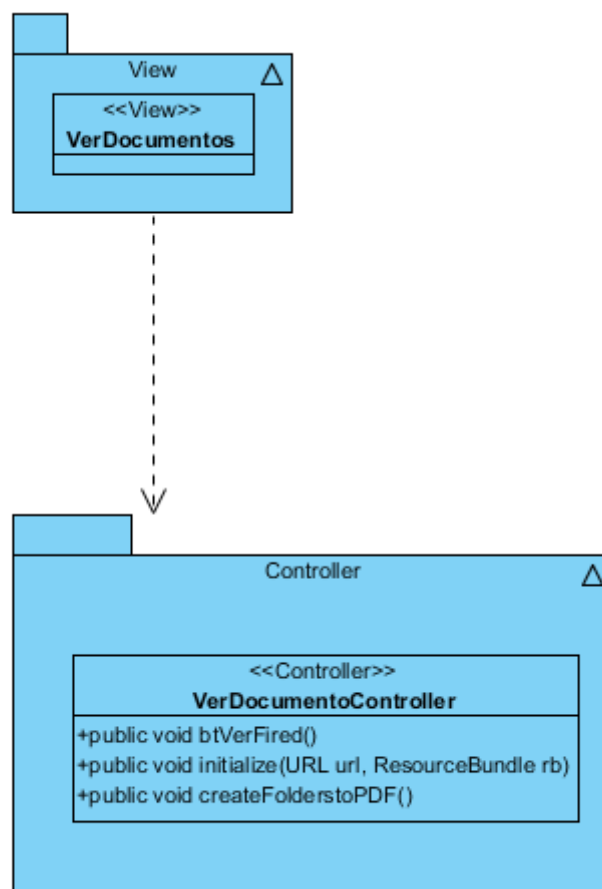 View
<<View>>
VerDocumentos
Controller
<<Controller>>
VerDocumentoController
+public void btVerFired()
+public void initialize(URL url, ResourceBundle rb)
+public void createFolderstoPDF()